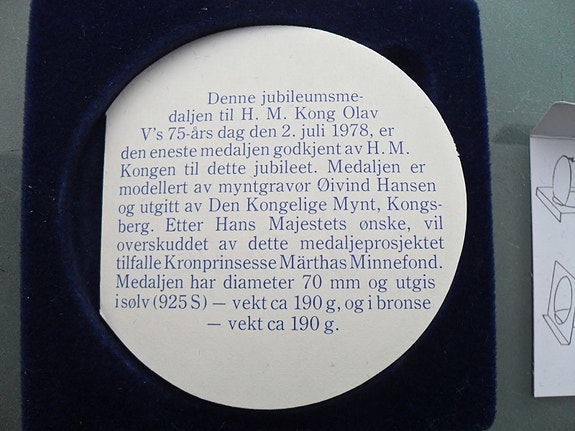 Denne jubileumsme-
daljen til H. M. Kong Olav
V's 75-års dag den 2. juli 1978, er
den eneste medaljen godkjent av H. M.
Kongen til dette jubileet. Medaljen er
modellert av myntgravør Øivind Hansen
og utgitt av Den Kongelige Mynt, Kongs-
berg. Etter Hans Majestets ønske, vil
overskuddet av dette medaljeprosjektet
tilfalle Kronprinsesse Märthas Minnefond.
Medaljen har diameter 70 mm og utgis
i sølv (925 S) — vekt ca 190 g, og i bronse
— vekt ca 190 g.